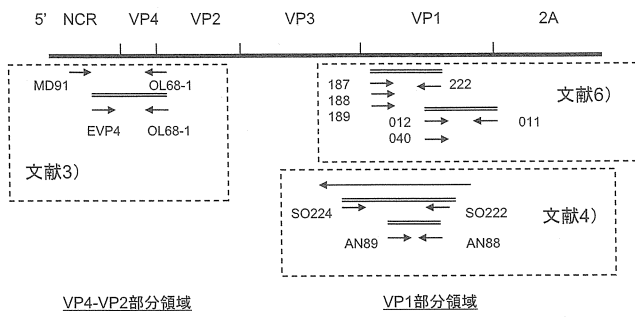 5' NCR VP4 VP2 VP3 VP1 2A
MD91 OL68-1
EVP4 OL68-1
文献3)
187 222
188
189
文献6)
012 011
040
SO224 SO222
文献4)
AN89 AN88
VP4-VP2部分領域 VP1部分領域